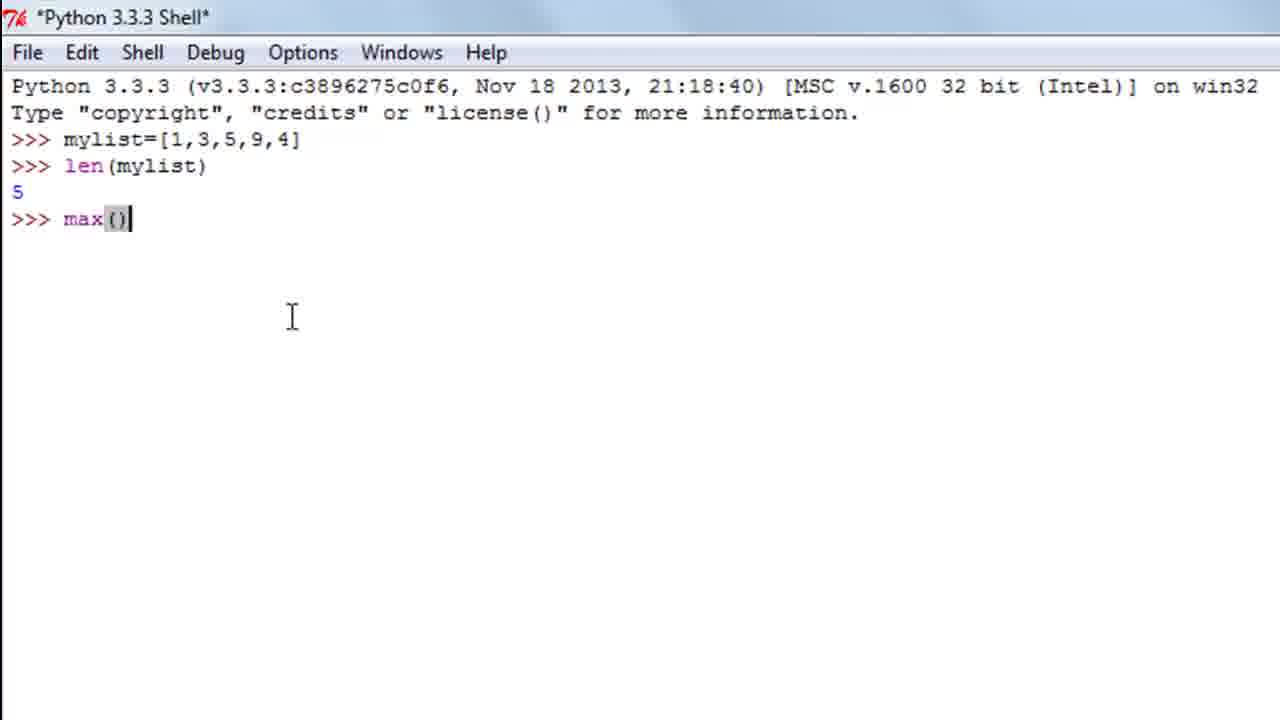 *Python 3.3.3 Shell*
File Edit Shell Debug Options Windows Help
Python 3.3.3 (v3.3.3:c3896275c0f6, Nov 18 2013, 21:18:40) [MSC v.1600 32 bit (Intel)] on win32
Type "copyright", "credits" or "license()" for more information.
>>> mylist=[1,3,5,9,4]
>>> len(mylist)
5
>>> max()